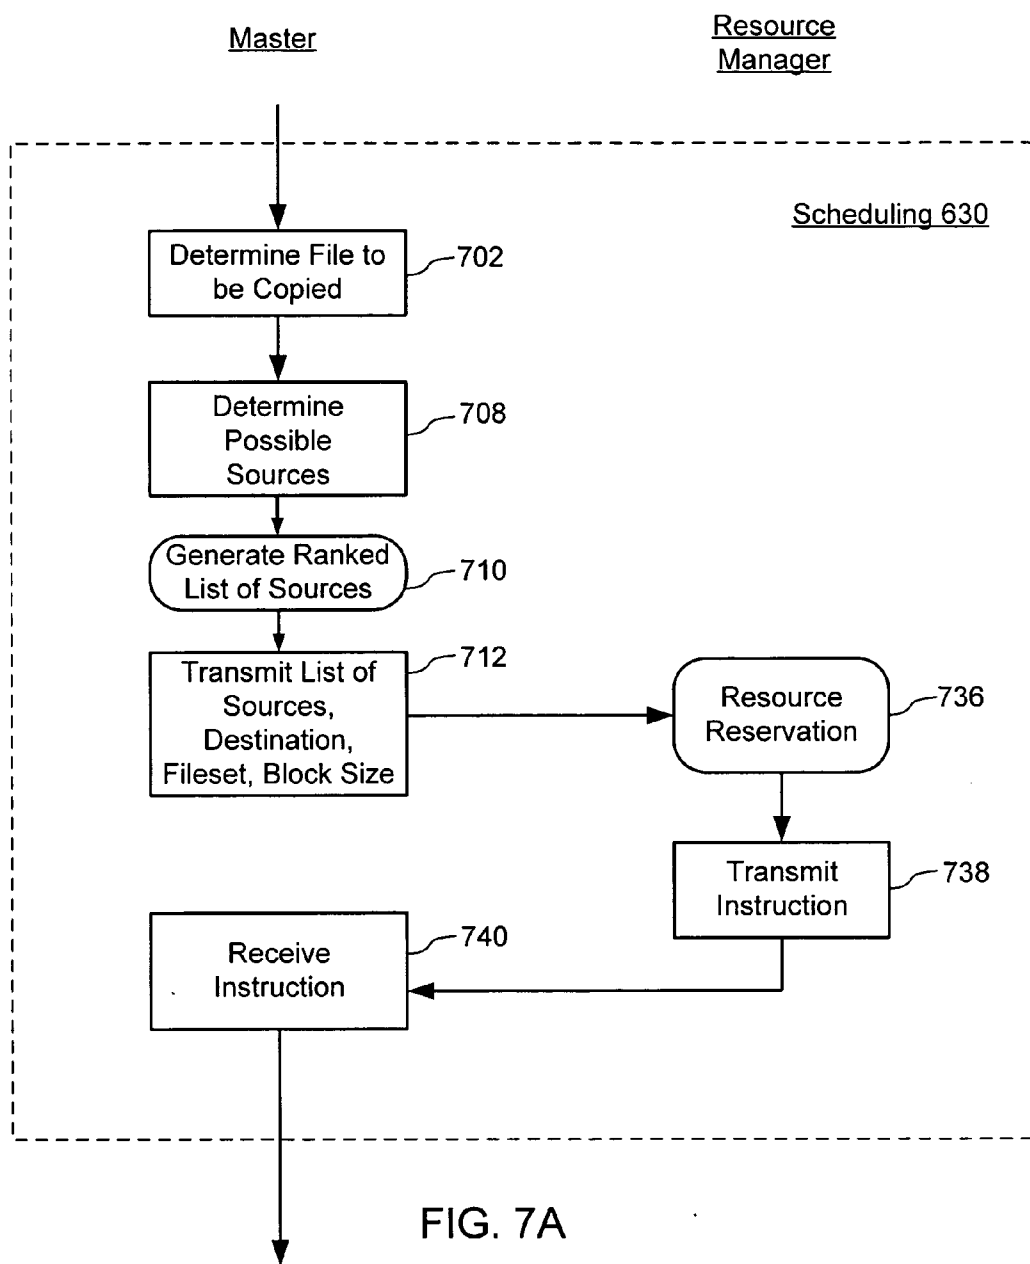 Master
Resource
Manager
Scheduling 630
Determine File to
be Copied
702
Determine
Possible
Sources
708
Generate Ranked
List of Sources
710
Transmit List of
Sources,
Destination,
Fileset, Block Size
712
Resource
Reservation
736
Transmit
Instruction
738
Receive
Instruction
740
FIG. 7A